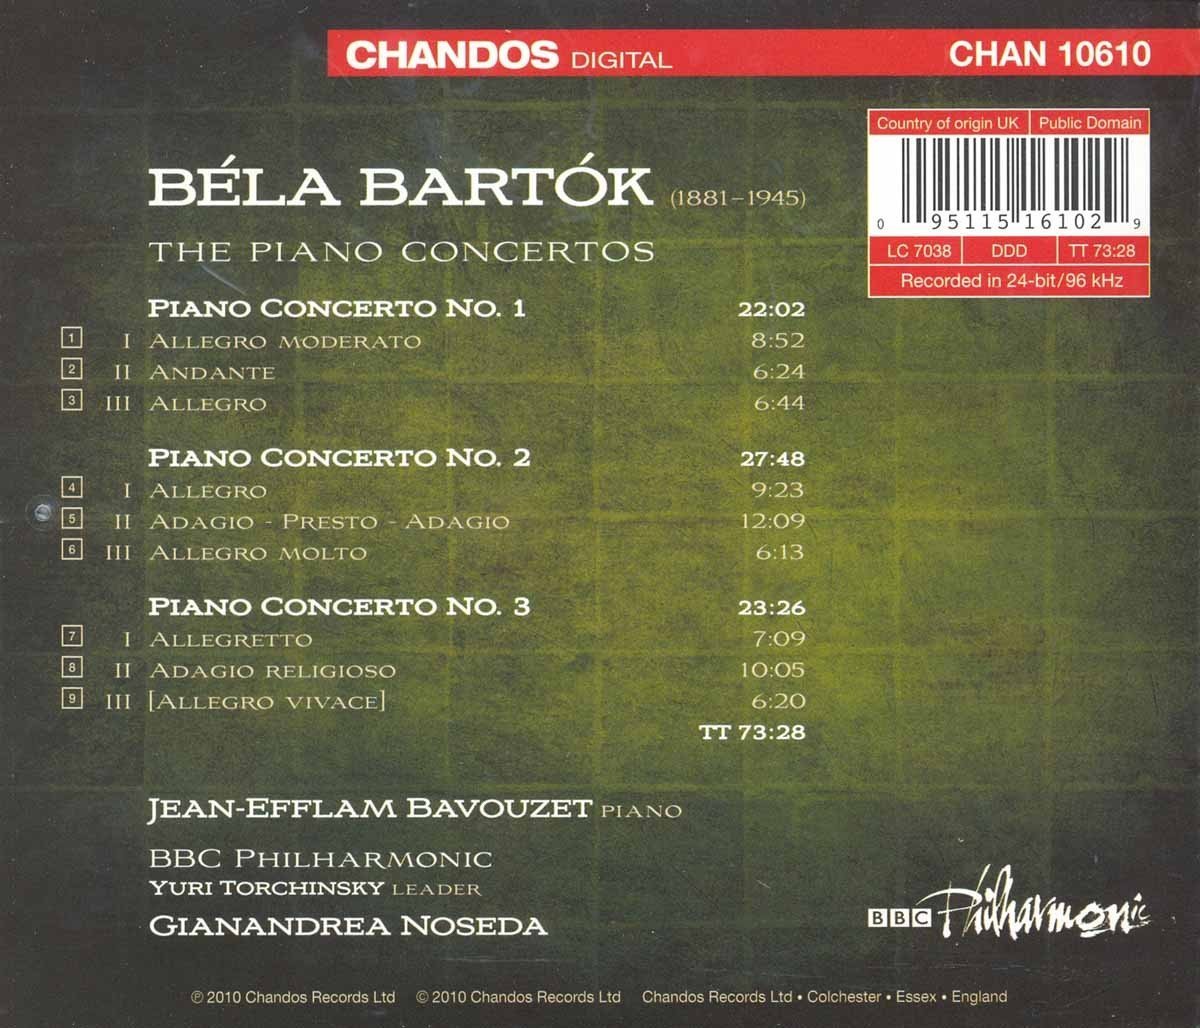 CHANDOS DIGITAL CHAN 10610
Country of origin UK Public Domain
0 95115 16102 9
LC 7038 DDD TT 73:28
Recorded in 24-bit/96 kHz
BÉLA BARTÓK (1881–1945)
THE PIANO CONCERTOS
PIANO CONCERTO NO. 1 22:02
1 I ALLEGRO MODERATO 8:52
2 II ANDANTE 6:24
3 III ALLEGRO 6:44
PIANO CONCERTO NO. 2 27:48
4 I ALLEGRO 9:23
5 II ADAGIO - PRESTO - ADAGIO 12:09
6 III ALLEGRO MOLTO 6:13
PIANO CONCERTO NO. 3 23:26
7 I ALLEGRETTO 7:09
8 II ADAGIO RELIGIOSO 10:05
9 III [ALLEGRO VIVACE] 6:20
TT 73:28
JEAN-EFFLAM BAVOUZET PIANO
BBC PHILHARMONIC
YURI TORCHINSKY LEADER
GIANANDREA NOSEDA
BBC Philharmonic
℗ 2010 Chandos Records Ltd © 2010 Chandos Records Ltd Chandos Records Ltd • Colchester • Essex • England